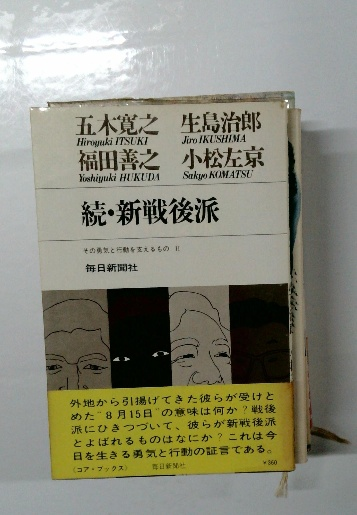 五木寛之 生島治郎
Hiroyuki ITSUKI Jiro IKUSHIMA
福田善之 小松左京
Yoshiyuki HUKUDA Sakyo KOMATSU
続・新戦後派
その勇気と行動を支えるもの II
毎日新聞社
外地から引揚げてきた彼らが受けと
めた"8月15日"の意味は何か?戦後
派にひきつづいて、彼らが新戦後派
とよばれるものはなにか?これは今
日を生きる勇気と行動の証言である。
(コア・ブックス) 毎日新聞社 ¥360